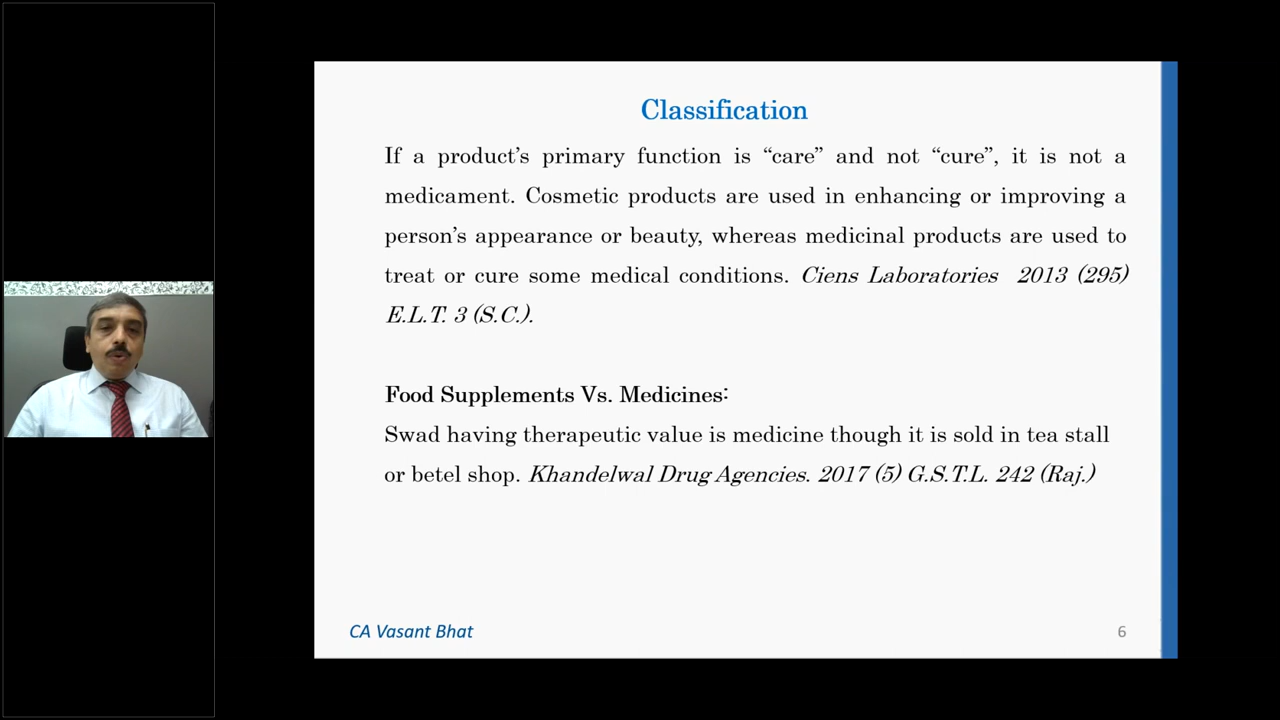 Classification
If a product’s primary function is “care” and not “cure”, it is not a
medicament. Cosmetic products are used in enhancing or improving a
person’s appearance or beauty, whereas medicinal products are used to
treat or cure some medical conditions. Ciens Laboratories 2013 (295)
E.L.T. 3 (S.C.).
Food Supplements Vs. Medicines:
Swad having therapeutic value is medicine though it is sold in tea stall
or betel shop. Khandelwal Drug Agencies. 2017 (5) G.S.T.L. 242 (Raj.)
CA Vasant Bhat
6